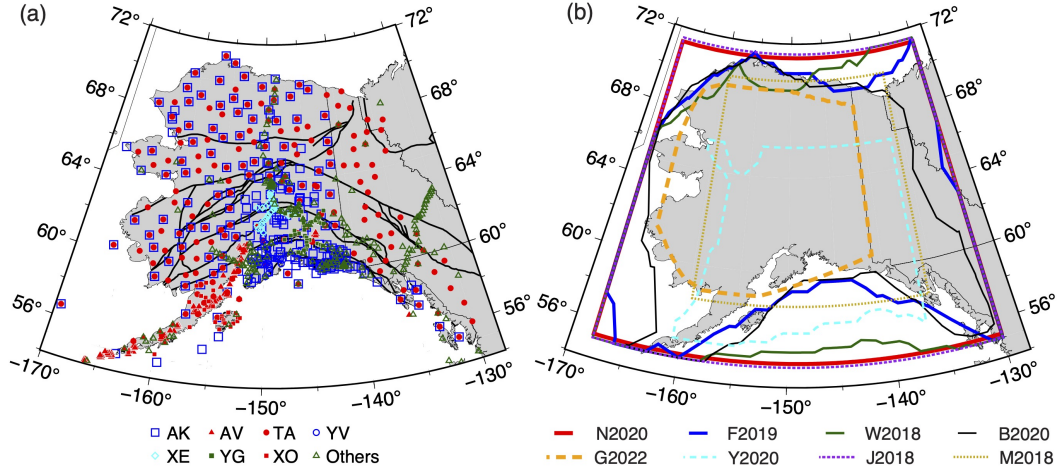 (a)
72°
72°
68°
68°
64°
64°
60°
60°
56°
56°
−170°
−160°
−150°
−140°
−130°
AK
AV
TA
YV
XE
YG
XO
Others
(b)
72°
72°
68°
68°
64°
64°
60°
60°
56°
56°
−170°
−160°
−150°
−140°
−130°
N2020
F2019
W2018
B2020
G2022
Y2020
J2018
M2018